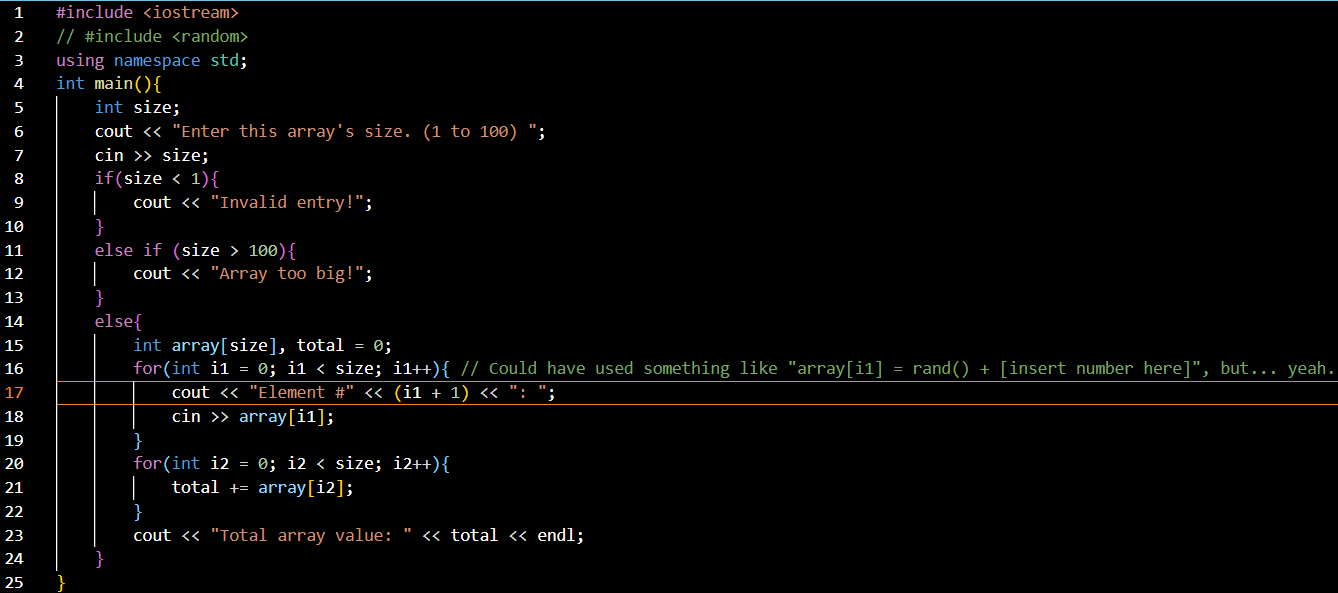 1 #include <iostream>
2 // #include <random>
3 using namespace std;
4 int main(){
5     int size;
6     cout << "Enter this array's size. (1 to 100) ";
7     cin >> size;
8     if(size < 1){
9         cout << "Invalid entry!";
10     }
11     else if (size > 100){
12         cout << "Array too big!";
13     }
14     else{
15         int array[size], total = 0;
16         for(int i1 = 0; i1 < size; i1++){ // Could have used something like "array[i1] = rand() + [insert number here]", but... yeah.
17             cout << "Element #" << (i1 + 1) << ": ";
18             cin >> array[i1];
19         }
20         for(int i2 = 0; i2 < size; i2++){
21             total += array[i2];
22         }
23         cout << "Total array value: " << total << endl;
24     }
25 }